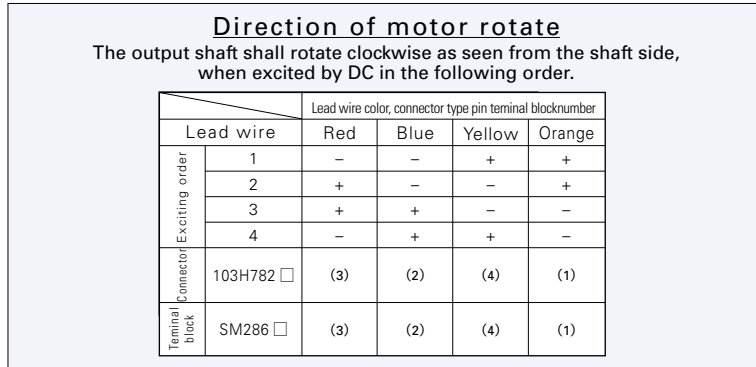 Direction of motor rotate
The output shaft shall rotate clockwise as seen from the shaft side,
when excited by DC in the following order.
Lead wire color, connector type pin teminal blocknumber
Lead wire Red Blue Yellow Orange
Exciting order
1 – – + +
2 + – – +
3 + + – –
4 – + + –
Connector 103H782 □ (3) (2) (4) (1)
Teminal
block
SM286 □ (3) (2) (4) (1)